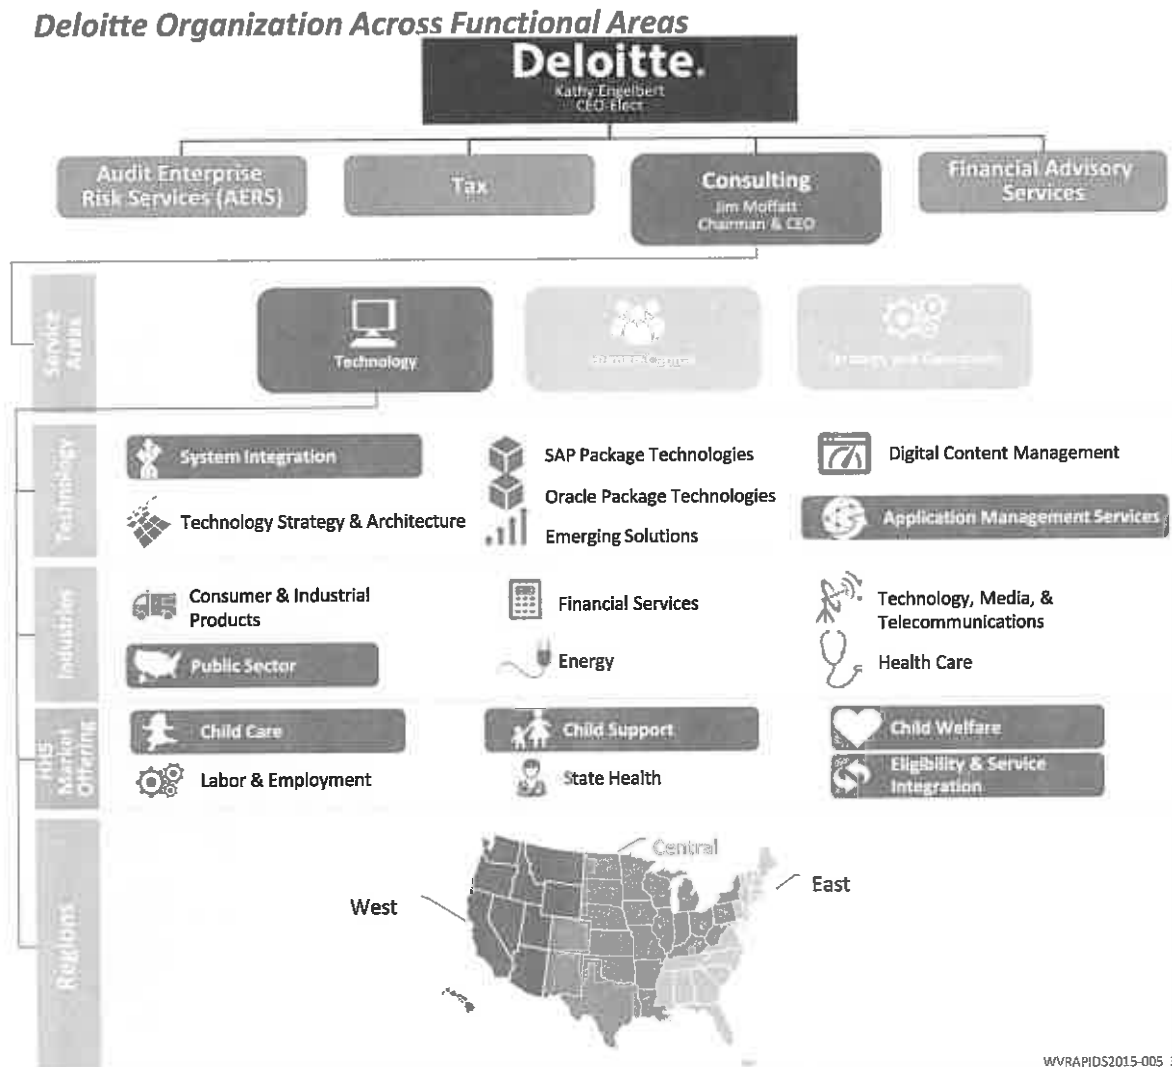 Deloitte Organization Across Functional Areas
Deloitte.
Kathy Engelbert
CEO-Elect
Audit Enterprise
Risk Services (AERS)
Tax
Consulting
Jim Moffatt
Chairman & CEO
Financial Advisory
Services
Service
Areas
Technology
Strategy and Operations
Technology
System Integration
SAP Package Technologies
Digital Content Management
Technology Strategy & Architecture
Oracle Package Technologies
Emerging Solutions
Application Management Services
Industries
Consumer & Industrial
Products
Financial Services
Technology, Media, &
Telecommunications
Public Sector
Energy
Health Care
HHS
Market
Offering
Child Care
Child Support
Child Welfare
Labor & Employment
State Health
Eligibility & Service
Integration
Regions
Central
West
East
WVRAPIDS2015-005